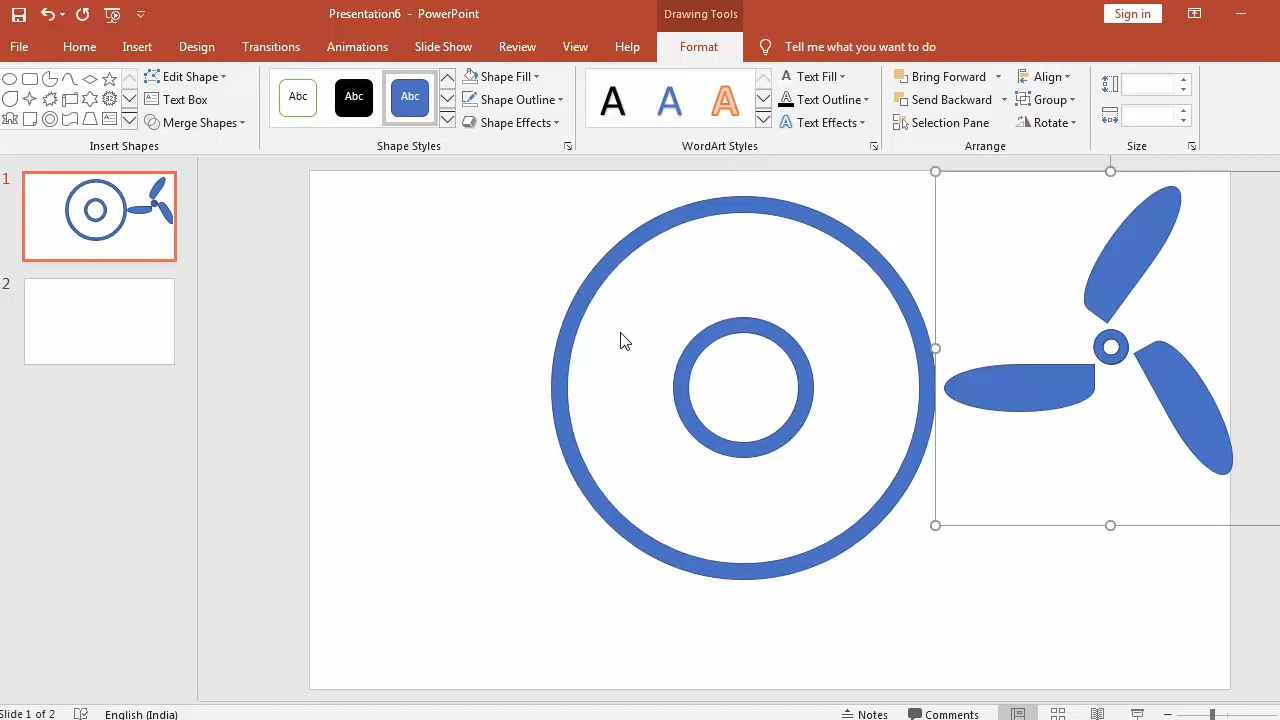 Presentation6 - PowerPoint
Drawing Tools
Sign in
File Home Insert Design Transitions Animations Slide Show Review View Help Format Tell me what you want to do
Edit Shape
Text Box
Merge Shapes
Insert Shapes
Abc Abc Abc
Shape Fill
Shape Outline
Shape Effects
Shape Styles
A A A
Text Fill
Text Outline
Text Effects
WordArt Styles
Bring Forward
Send Backward
Selection Pane
Align
Group
Rotate
Arrange
Size
1
2
Slide 1 of 2 English (India) Notes Comments